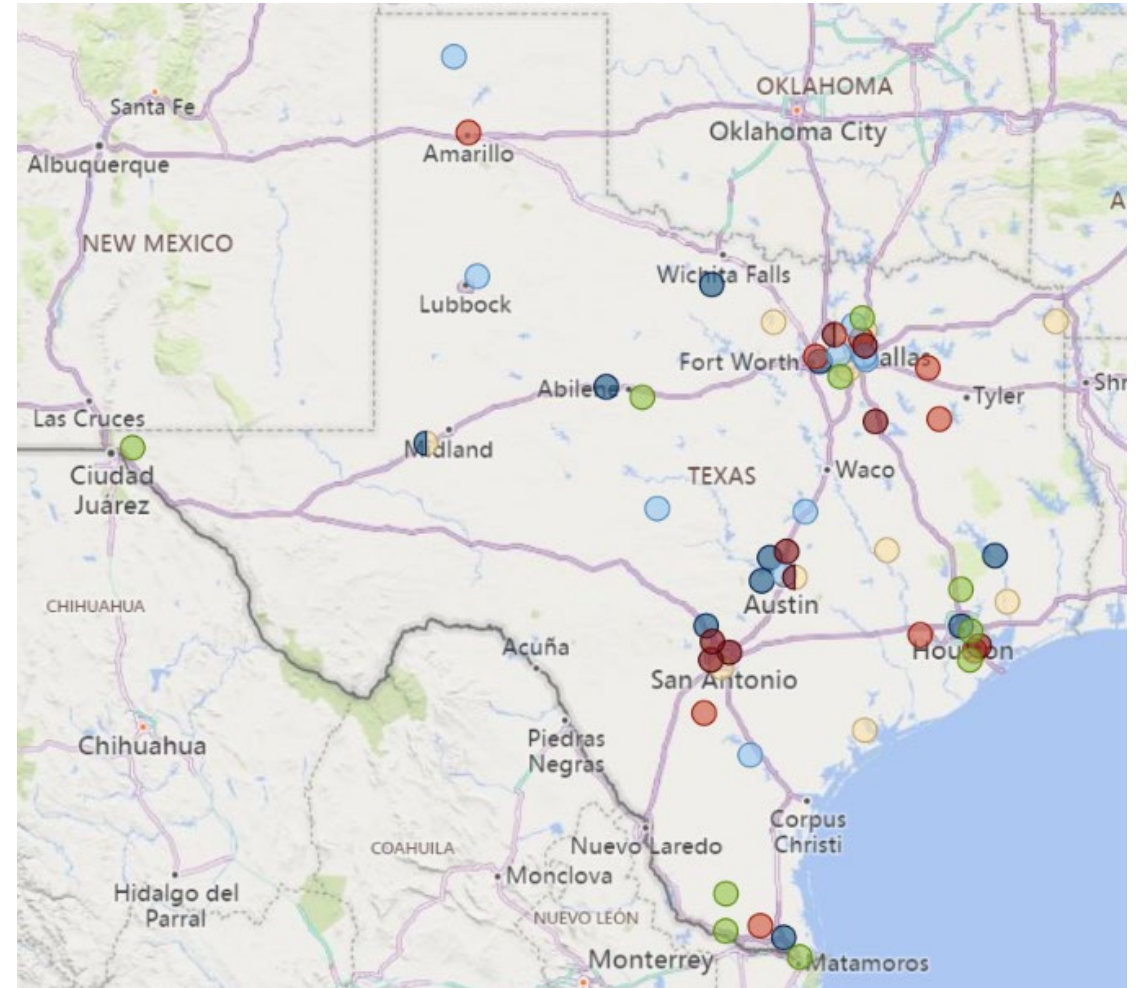 OKLAHOMA
Santa Fe
Oklahoma City
Amarillo
Albuquerque
A
NEW MEXICO
Wichita Falls
Lubbock
Fort Worth
allas
Abilene
Tyler
Shr
Las Cruces
Midland
Waco
Ciudad
Juárez
TEXAS
CHIHUAHUA
Austin
Acuña
Houston
San Antonio
Chihuahua
Piedras
Negras
Corpus
Christi
COAHUILA
Nuevo Laredo
Monclova
Hidalgo del
Parral
NUEVO LEÓN
Monterrey
Matamoros